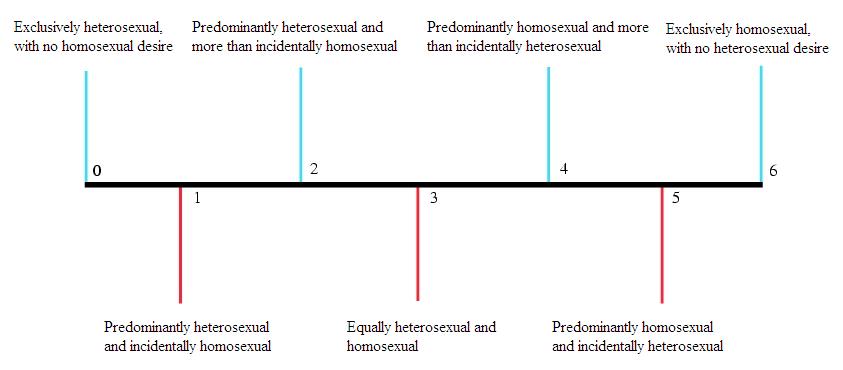 Exclusively heterosexual,
with no homosexual desire
Predominantly heterosexual and
more than incidentally homosexual
Predominantly homosexual and more
than incidentally heterosexual
Exclusively homosexual,
with no heterosexual desire
0
1
2
3
4
5
6
Predominantly heterosexual
and incidentally homosexual
Equally heterosexual and
homosexual
Predominantly homosexual
and incidentally heterosexual